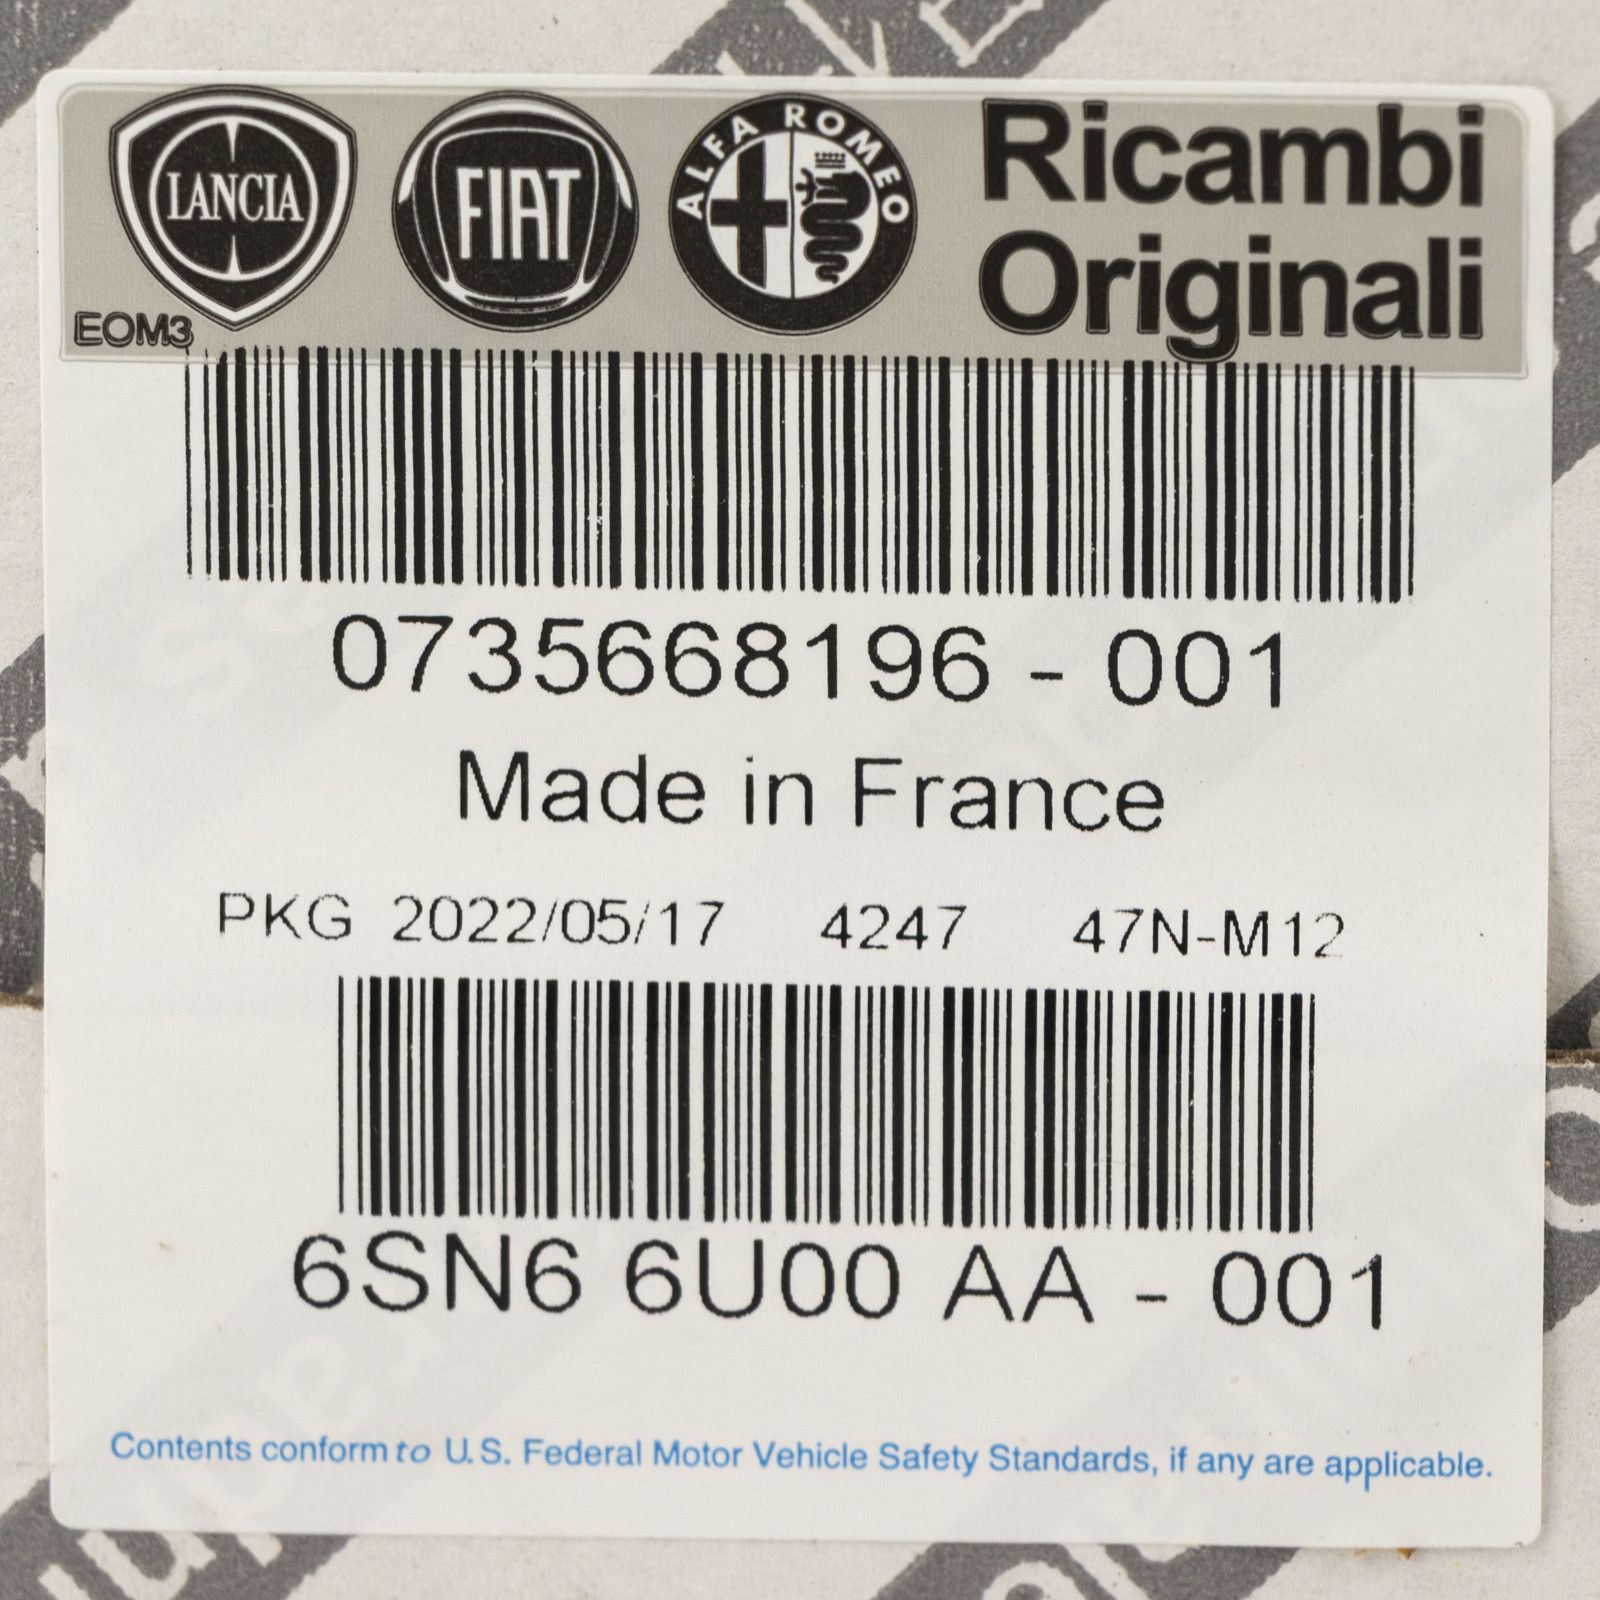 LANCIA
FIAT
ALFA ROMEO
Ricambi
Originali
EOM3
0735668196 - 001
Made in France
PKG 2022/05/17 4247 47N-M12
6SN6 6U00 AA - 001
Contents conform to U.S. Federal Motor Vehicle Safety Standards, if any are applicable.